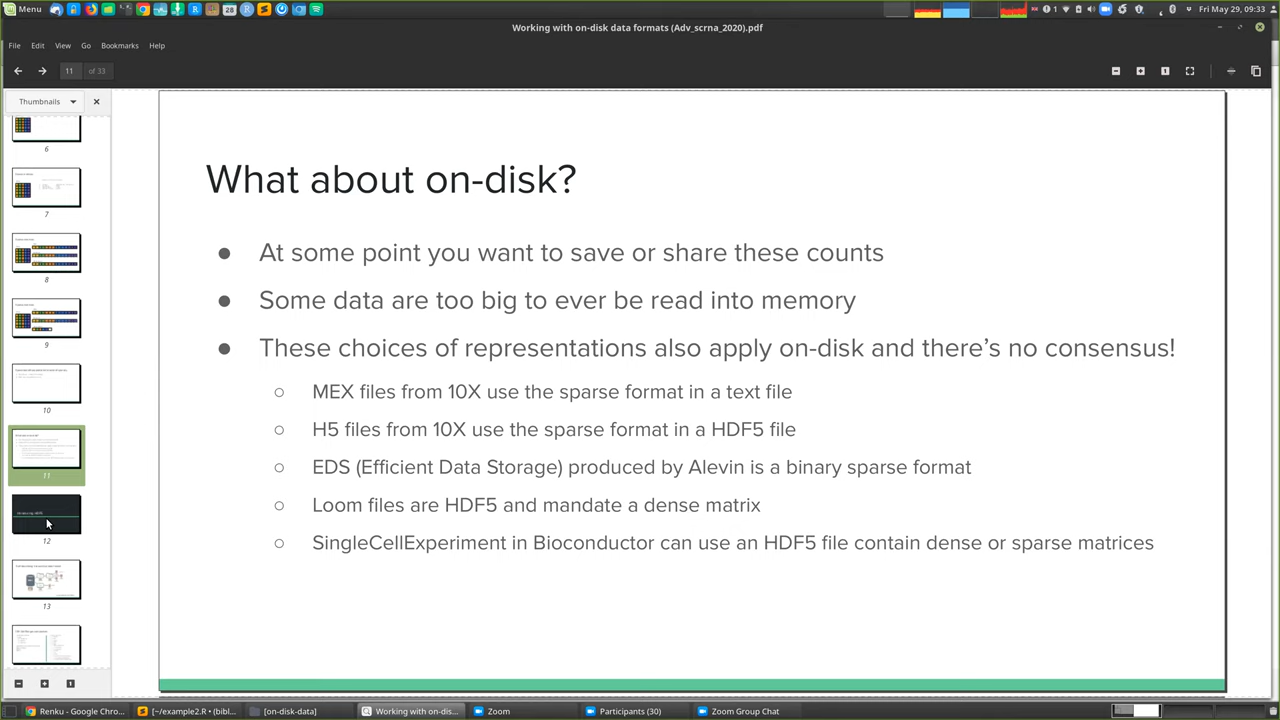 Menu
28
1
Fri May 29, 09:33
Working with on-disk data formats (Adv_scrna_2020).pdf
File Edit View Go Bookmarks Help
11 of 33
Thumbnails
6
7
8
9
10
11
12
13
What about on-disk?
● At some point you want to save or share these counts
● Some data are too big to ever be read into memory
● These choices of representations also apply on-disk and there's no consensus!
○ MEX files from 10X use the sparse format in a text file
○ H5 files from 10X use the sparse format in a HDF5 file
○ EDS (Efficient Data Storage) produced by Alevin is a binary sparse format
○ Loom files are HDF5 and mandate a dense matrix
○ SingleCellExperiment in Bioconductor can use an HDF5 file contain dense or sparse matrices
Renku - Google Chro... [~/example2.R • (bibl... [on-disk-data] Working with on-dis... Zoom Participants (30) Zoom Group Chat